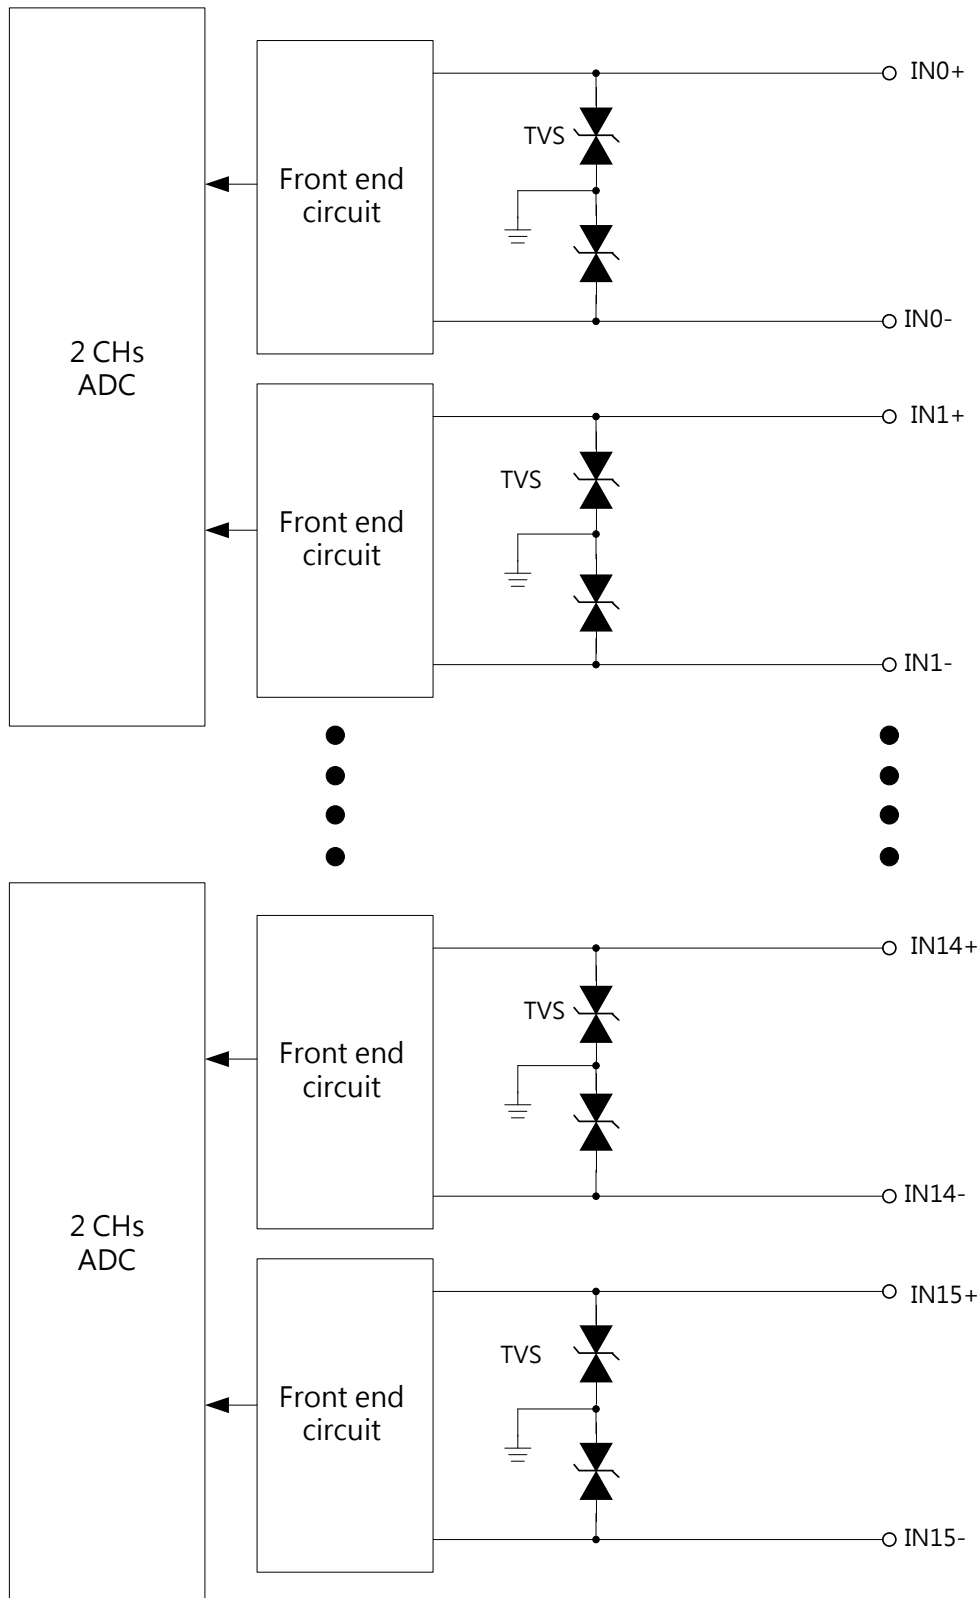 IN0+
TVS
Front end
circuit
IN0-
2 CHs
ADC
IN1+
TVS
Front end
circuit
IN1-
IN14+
TVS
Front end
circuit
IN14-
2 CHs
ADC
IN15+
TVS
Front end
circuit
IN15-